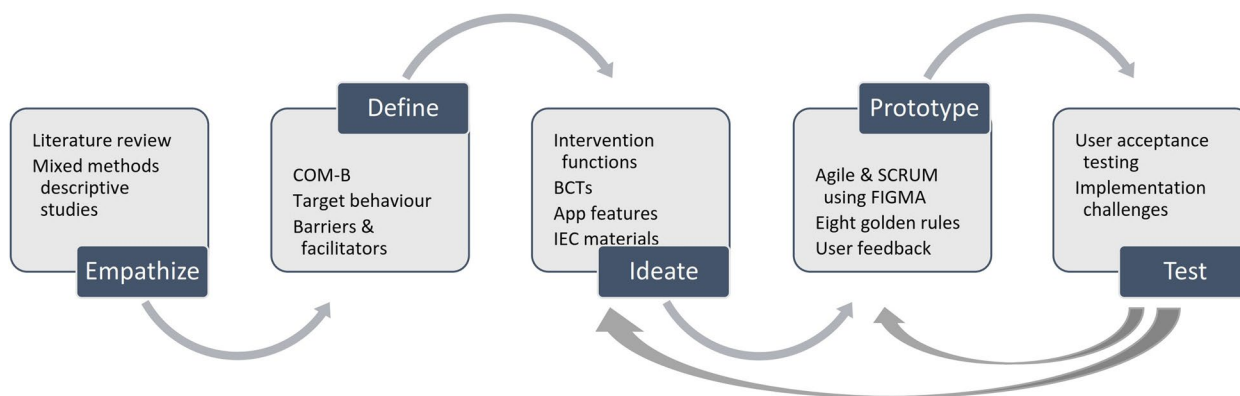 Literature review
Mixed methods
descriptive
studies
Empathize
Define
COM-B
Target behaviour
Barriers &
facilitators
Intervention
functions
BCTs
App features
IEC materials
Ideate
Prototype
Agile & SCRUM
using FIGMA
Eight golden rules
User feedback
User acceptance
testing
Implementation
challenges
Test